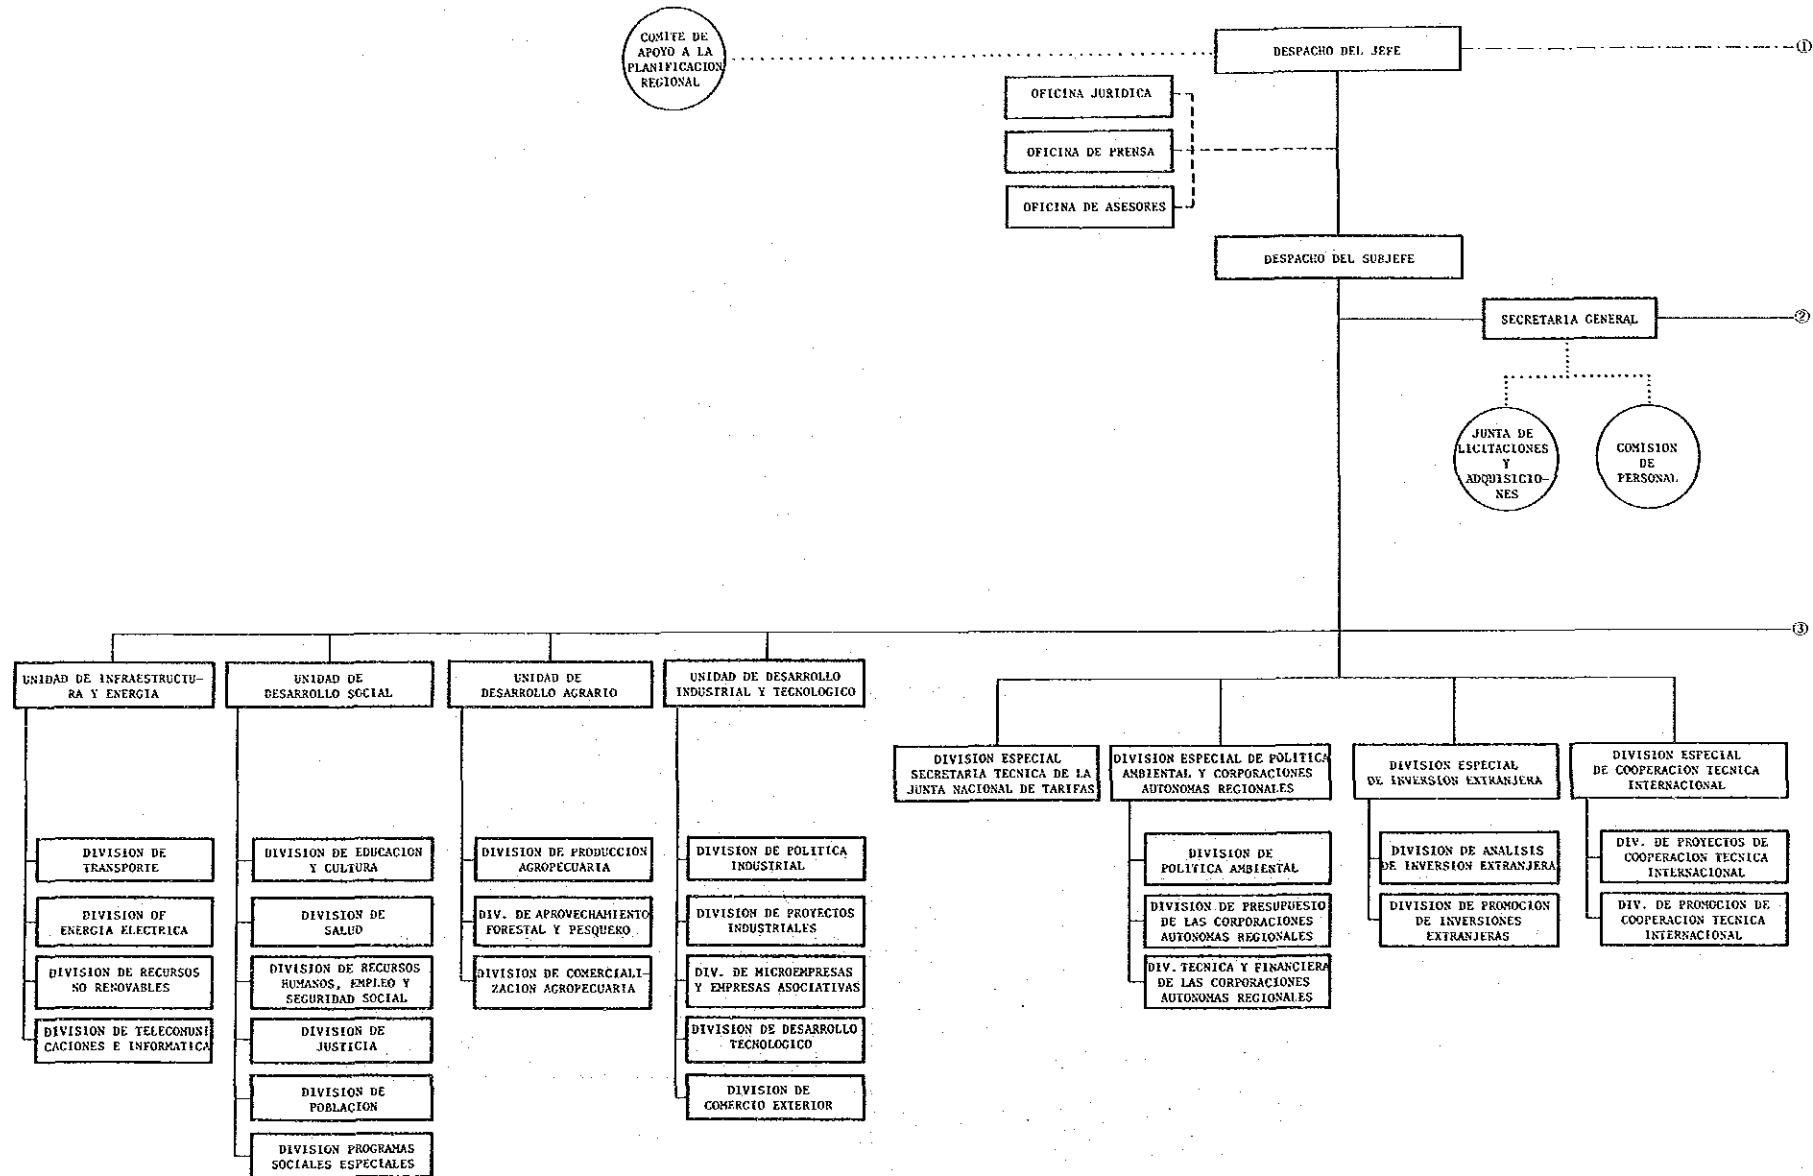 COMITE DE
APOYO A LA
PLANIFICACION
REGIONAL
DESPACHO DEL JEFE
①
OFICINA JURIDICA
OFICINA DE PRENSA
OFICINA DE ASESORES
DESPACHO DEL SUBJEFE
SECRETARIA GENERAL
②
JUNTA DE
LICITACIONES
Y
ADQUISICIO-
NES
COMISION
DE
PERSONAL
③
UNIDAD DE INFRAESTRUCTU-
RA Y ENERGIA
UNIDAD DE
DESARROLLO SOCIAL
UNIDAD DE
DESARROLLO AGRARIO
UNIDAD DE DESARROLLO
INDUSTRIAL Y TECNOLOGICO
DIVISION ESPECIAL
SECRETARIA TECNICA DE LA
JUNTA NACIONAL DE TARIFAS
DIVISION ESPECIAL DE POLITICA
AMBIENTAL Y CORPORACIONES
AUTONOMAS REGIONALES
DIVISION ESPECIAL
DE INVERSION EXTRANJERA
DIVISION ESPECIAL
DE COOPERACION TECNICA
INTERNACIONAL
DIVISION DE
TRANSPORTE
DIVISION OF
ENERGIA ELECTRICA
DIVISION DE RECURSOS
NO RENOVABLES
DIVISION DE TELECOMUNI
CACIONES E INFORMATICA
DIVISION DE EDUCACION
Y CULTURA
DIVISION DE
SALUD
DIVISION DE RECURSOS
HUMANOS, EMPLEO Y
SEGURIDAD SOCIAL
DIVISION DE
JUSTICIA
DIVISION DE
POBLACION
DIVISION PROGRAMAS
SOCIALES ESPECIALES
DIVISION DE PRODUCCION
AGROPECUARIA
DIV. DE APROVECHAMIENTO
FORESTAL Y PESQUERO
DIVISION DE COMERCIALI-
ZACION AGROPECUARIA
DIVISION DE POLITICA
INDUSTRIAL
DIVISION DE PROYECTOS
INDUSTRIALES
DIV. DE MICROEMPRESAS
Y EMPRESAS ASOCIATIVAS
DIVISION DE DESARROLLO
TECNOLOGICO
DIVISION DE
COMERCIO EXTERIOR
DIVISION DE
POLITICA AMBIENTAL
DIVISION DE PRESUPUESTO
DE LAS CORPORACIONES
AUTONOMAS REGIONALES
DIV. TECNICA Y FINANCIERA
DE LAS CORPORACIONES
AUTONOMAS REGIONALES
DIVISION DE ANALISIS
DE INVERSION EXTRANJERA
DIVISION DE PROMOCION
DE INVERSIONES
EXTRANJERAS
DIV. DE PROYECTOS DE
COOPERACION TECNICA
INTERNACIONAL
DIV. DE PROMOCION DE
COOPERACION TECNICA
INTERNACIONAL